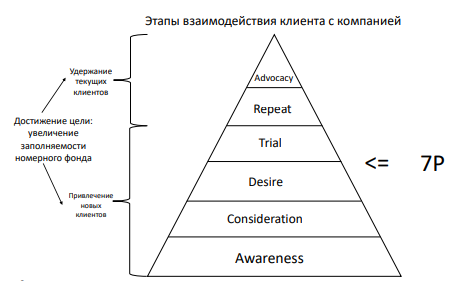 Этапы взаимодействия клиента с компанией
Удержание
текущих
клиентов
Достижение цели:
увеличение
заполняемости
номерного фонда
Привлечение
новых
клиентов
Advocacy
Repeat
Trial
Desire
Consideration
Awareness
<= 7P